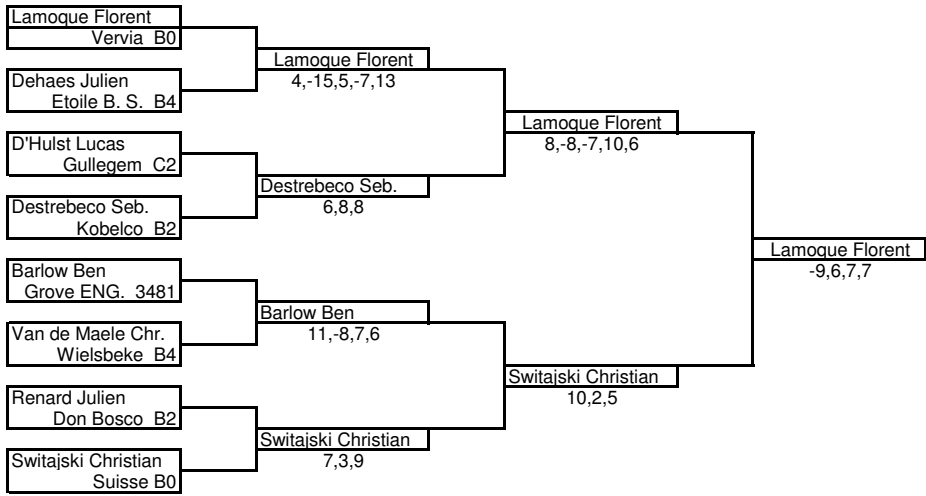 Lamoque Florent
Vervia B0
Dehaes Julien
Etoile B. S. B4
D'Hulst Lucas
Gullegem C2
Destrebeco Seb.
Kobelco B2
Barlow Ben
Grove ENG. 3481
Van de Maele Chr.
Wielsbeke B4
Renard Julien
Don Bosco B2
Switajski Christian
Suisse B0
Lamoque Florent
4,-15,5,-7,13
Destrebeco Seb.
6,8,8
Barlow Ben
11,-8,7,6
Switajski Christian
7,3,9
Lamoque Florent
8,-8,-7,10,6
Switajski Christian
10,2,5
Lamoque Florent
-9,6,7,7